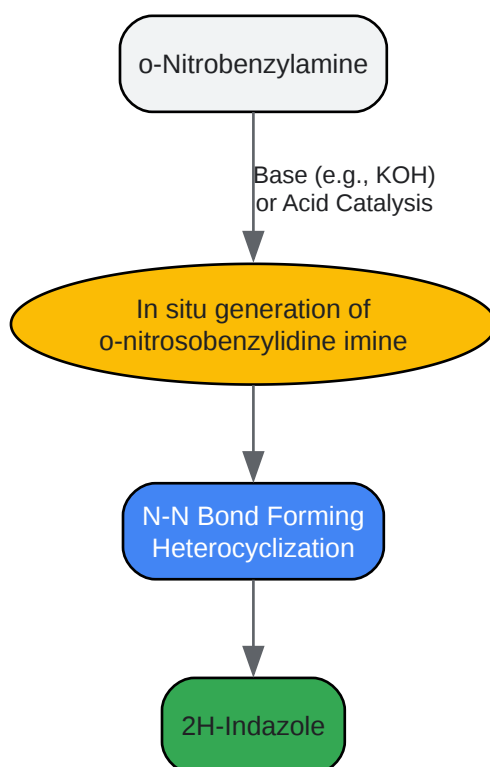 o-Nitrobenzylamine
Base (e.g., KOH)
or Acid Catalysis
In situ generation of
o-nitrosobenzylidine imine
N-N Bond Forming
Heterocyclization
2H-Indazole